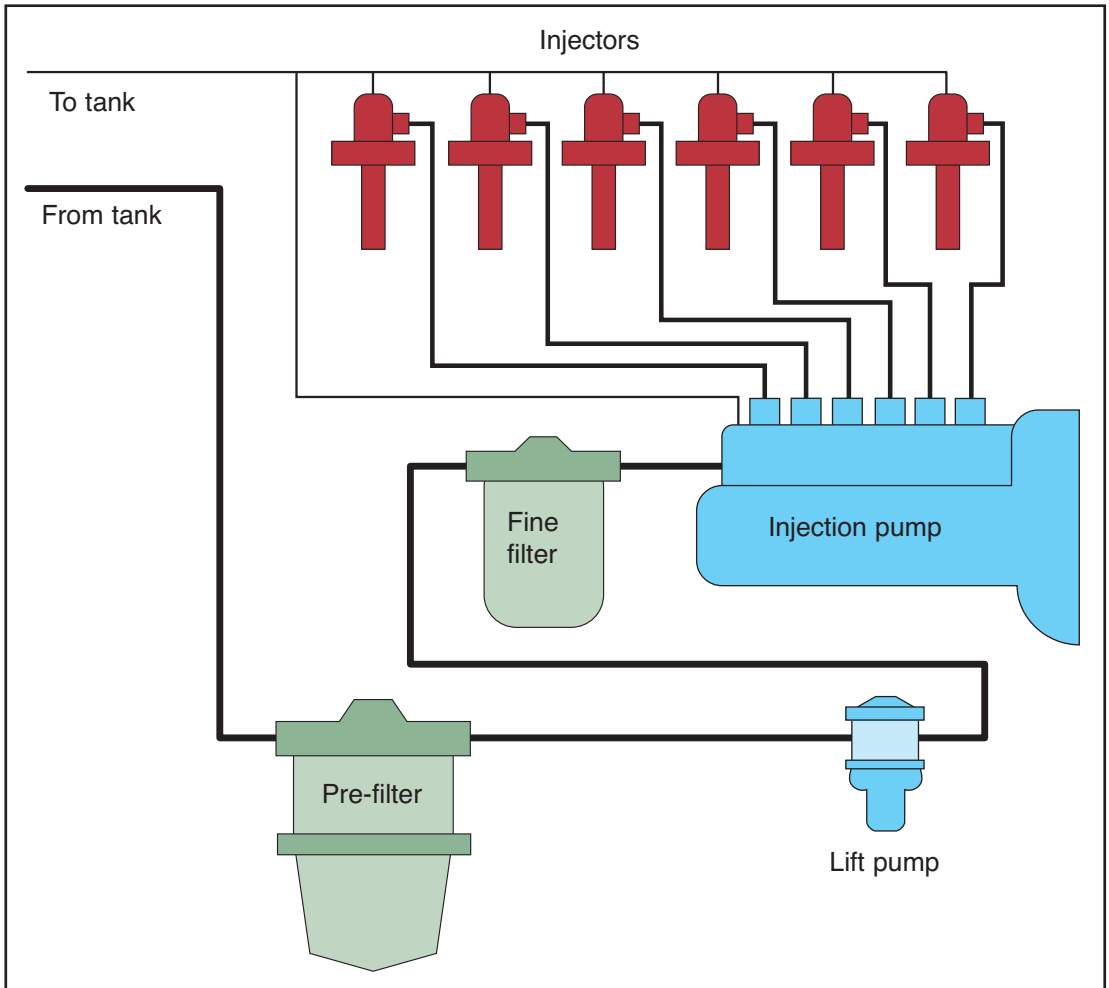 Injectors
To tank
From tank
Fine
filter
Injection pump
Pre-filter
Lift pump